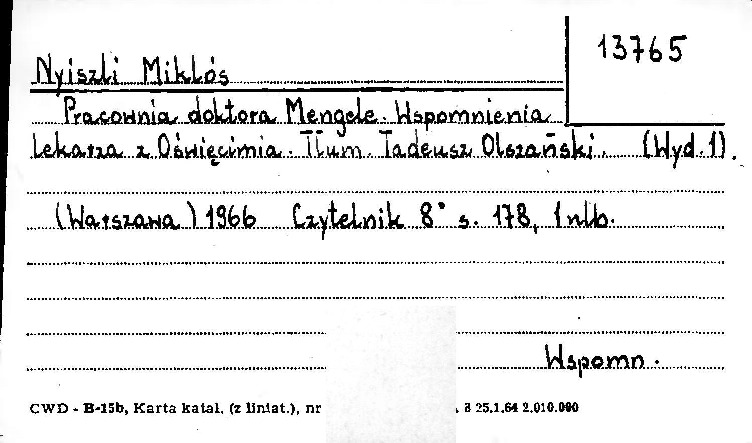 13765
Nyiszli Miklós
Pracownia doktora Mengele. Wspomnienia
lekarza z Oświęcimia. Tłum. Tadeusz Olszański. (Wyd. 1).
(Warszawa) 1966 Czytelnik 8° s. 178, 1 nlb.
Wspomn.
CWD - B-15b, Karta katal. (z liniat.), nr 25.1.64 2.010.000